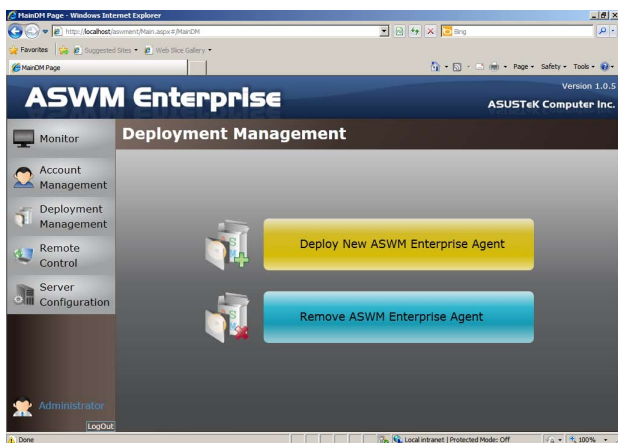 MainDM Page - Windows Internet Explorer
http://localhost/aswment/Main.aspx#/MainDM
Bing
Favorites
Suggested Sites
Web Slice Gallery
MainDM Page
Page
Safety
Tools
ASWM Enterprise
Version 1.0.5
ASUSTeK Computer Inc.
Monitor
Deployment Management
Account
Management
Deployment
Management
Remote
Control
Server
Configuration
Deploy New ASWM Enterprise Agent
Remove ASWM Enterprise Agent
Administrator
LogOut
Done
Local intranet | Protected Mode: Off
100%